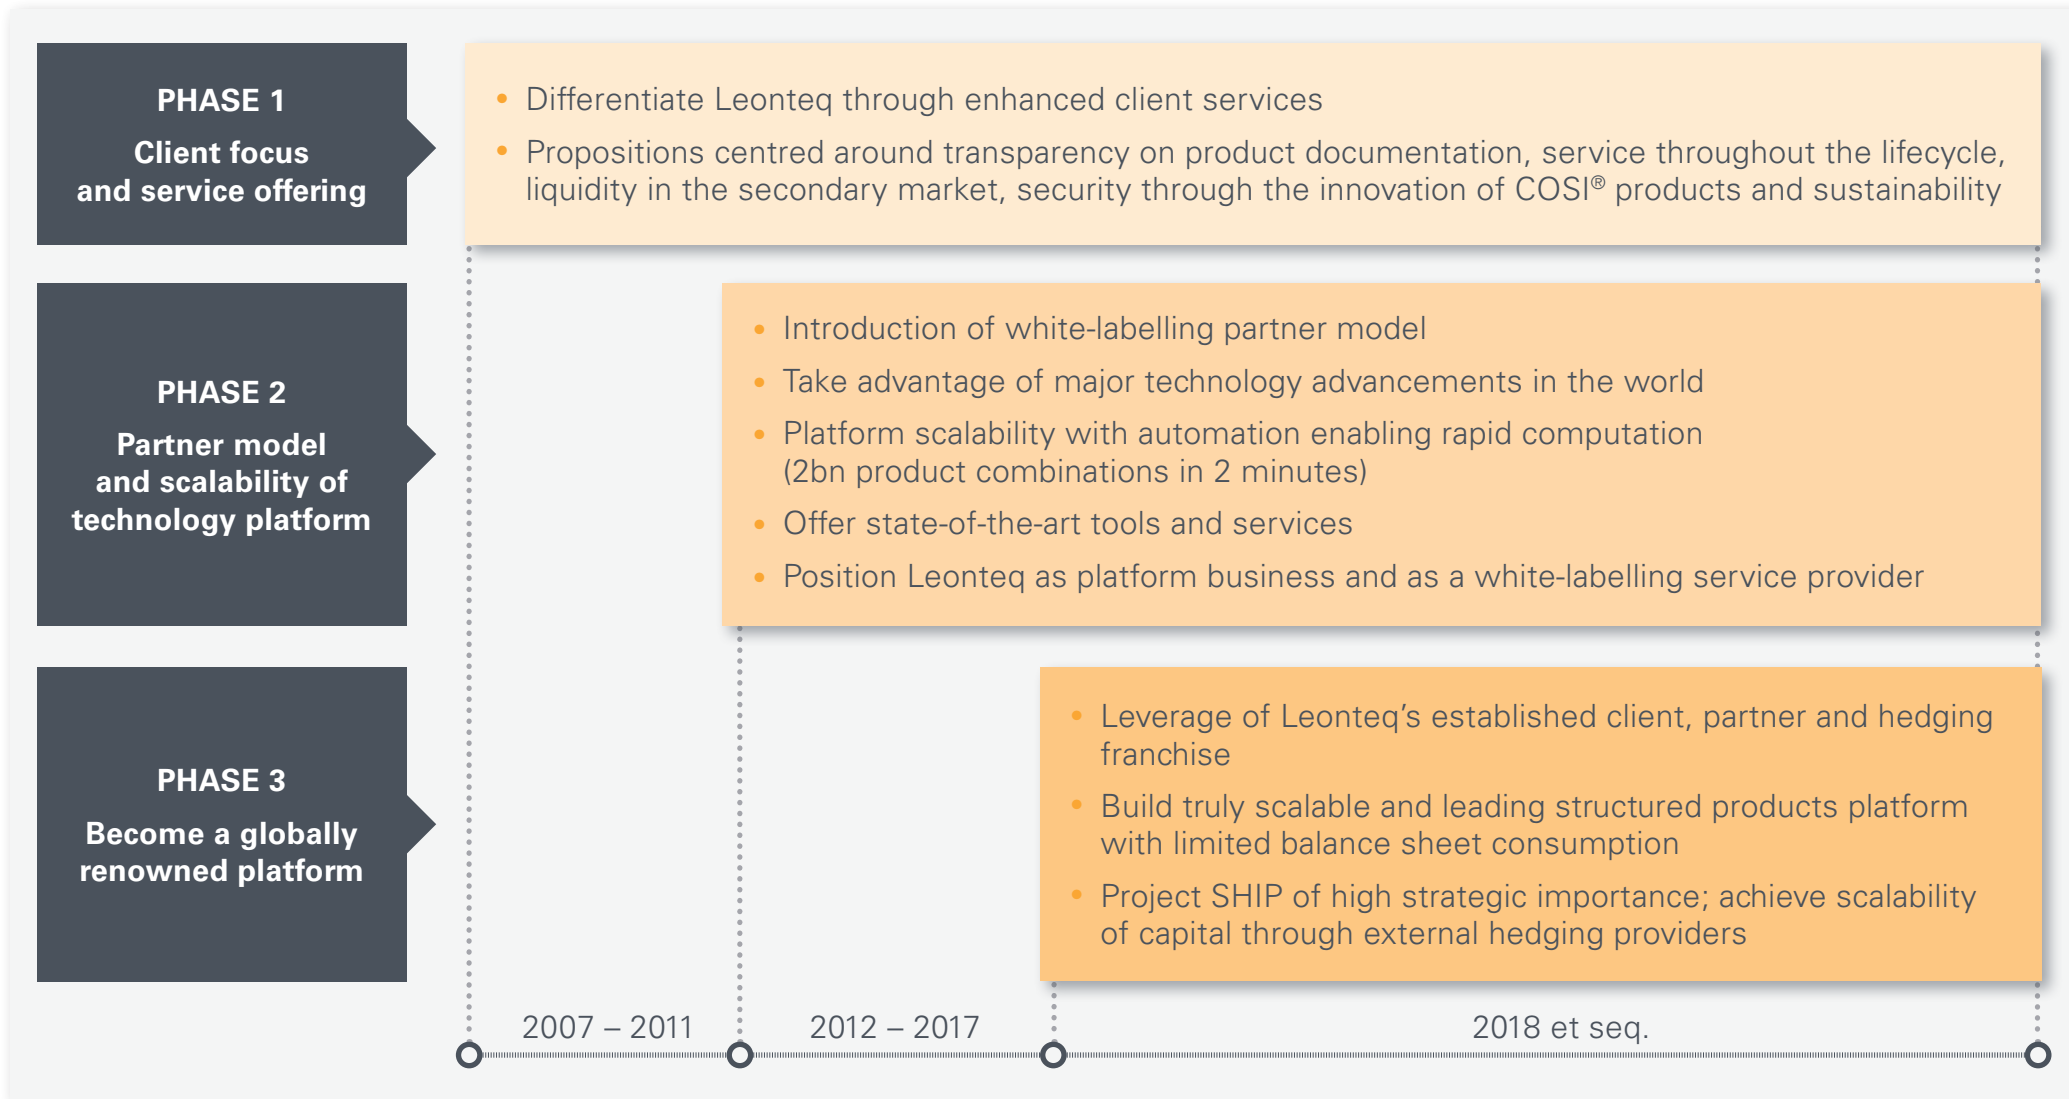 PHASE 1
Client focus
and service offering
• Differentiate Leonteq through enhanced client services
• Propositions centred around transparency on product documentation, service throughout the lifecycle,
liquidity in the secondary market, security through the innovation of COSI® products and sustainability
PHASE 2
Partner model
and scalability of
technology platform
• Introduction of white-labelling partner model
• Take advantage of major technology advancements in the world
• Platform scalability with automation enabling rapid computation
(2bn product combinations in 2 minutes)
• Offer state-of-the-art tools and services
• Position Leonteq as platform business and as a white-labelling service provider
PHASE 3
Become a globally
renowned platform
• Leverage of Leonteq’s established client, partner and hedging
franchise
• Build truly scalable and leading structured products platform
with limited balance sheet consumption
• Project SHIP of high strategic importance; achieve scalability
of capital through external hedging providers
2007 – 2011
2012 – 2017
2018 et seq.